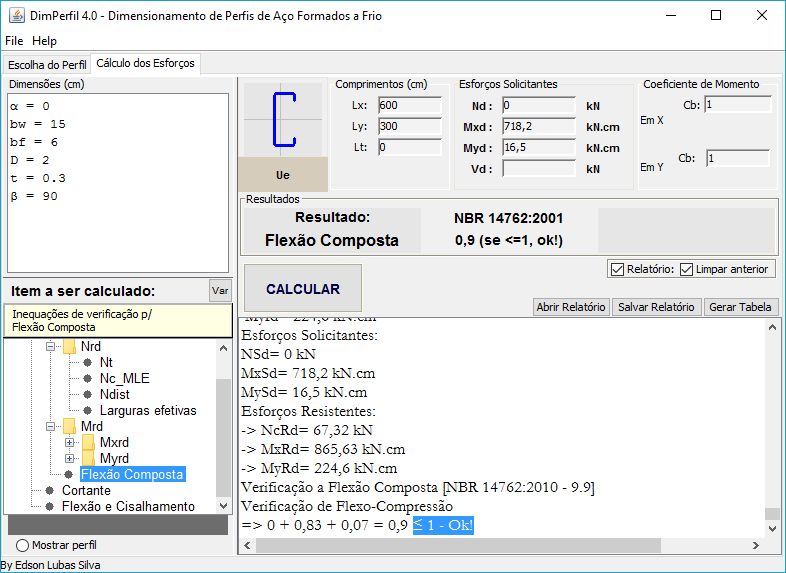 DimPerfil 4.0 - Dimensionamento de Perfis de Aço Formados a Frio
File Help
Escolha do Perfil Cálculo dos Esforços
Dimensões (cm)
α = 0
bw = 15
bf = 6
D = 2
t = 0.3
β = 90
Ue
Comprimentos (cm)
Lx: 600
Ly: 300
Lt: 0
Esforços Solicitantes
Nd : 0 kN
Mxd : 718,2 kN.cm
Myd : 16,5 kN.cm
Vd : kN
Coeficiente de Momento
Em X Cb: 1
Em Y Cb: 1
Resultados
Resultado: NBR 14762:2001
Flexão Composta 0,9 (se <=1, ok!)
Relatório: Limpar anterior
CALCULAR
Abrir Relatório Salvar Relatório Gerar Tabela
Item a ser calculado: Var
Inequações de verificação p/
Flexão Composta
Nrd
Nt
Nc_MLE
Ndist
Larguras efetivas
Mrd
Mxrd
Myrd
Flexão Composta
Cortante
Flexão e Cisalhamento
Mostrar perfil
MyRd= 224,6 kN.cm
Esforços Solicitantes:
NSd= 0 kN
MxSd= 718,2 kN.cm
MySd= 16,5 kN.cm
Esforços Resistentes:
-> NcRd= 67,32 kN
-> MxRd= 865,63 kN.cm
-> MyRd= 224,6 kN.cm
Verificação a Flexão Composta [NBR 14762:2010 - 9.9]
Verificação de Flexo-Compressão
=> 0 + 0,83 + 0,07 = 0,9 ≤ 1 - Ok!
By Edson Lubas Silva